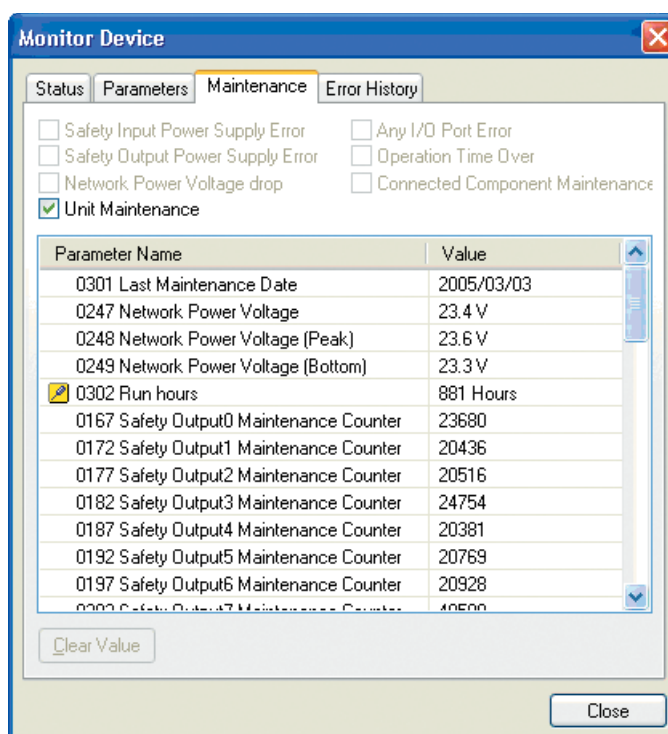 Monitor Device
Status Parameters Maintenance Error History
Safety Input Power Supply Error Any I/O Port Error
Safety Output Power Supply Error Operation Time Over
Network Power Voltage drop Connected Component Maintenance
Unit Maintenance
Parameter Name Value
0301 Last Maintenance Date 2005/03/03
0247 Network Power Voltage 23.4 V
0248 Network Power Voltage (Peak) 23.6 V
0249 Network Power Voltage (Bottom) 23.3 V
0302 Run hours 881 Hours
0167 Safety Output0 Maintenance Counter 23680
0172 Safety Output1 Maintenance Counter 20436
0177 Safety Output2 Maintenance Counter 20516
0182 Safety Output3 Maintenance Counter 24754
0187 Safety Output4 Maintenance Counter 20381
0192 Safety Output5 Maintenance Counter 20769
0197 Safety Output6 Maintenance Counter 20928
Safety Output7 Maintenance Counter
Clear Value
Close